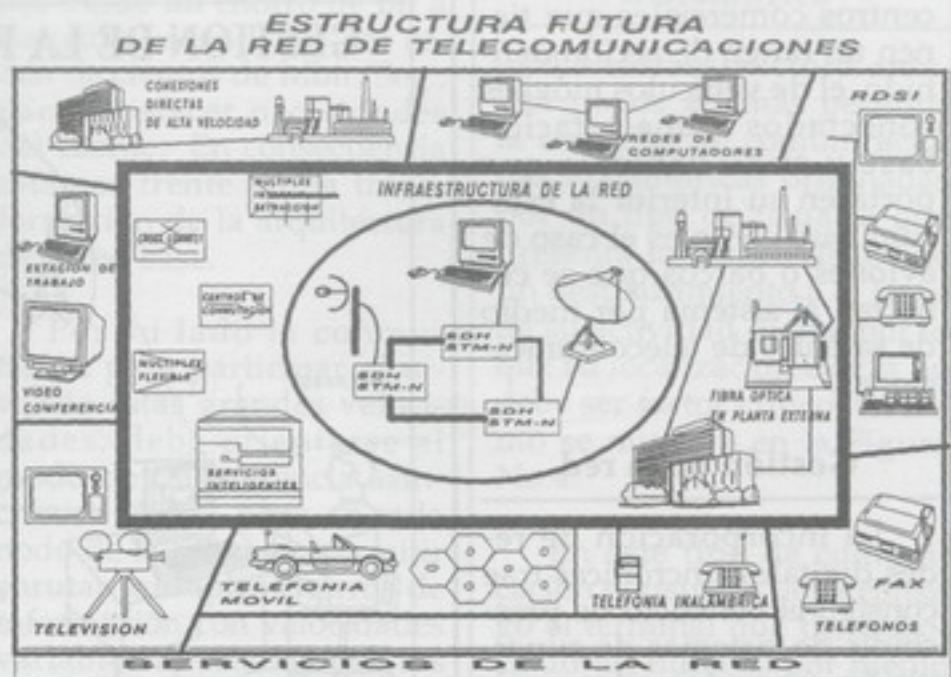 ESTRUCTURA FUTURA
DE LA RED DE TELECOMUNICACIONES
CONEXIONES
DIRECTAS
DE ALTA VELOCIDAD
REDES DE
COMPUTADORES
RDSI
ESTACION DE
TRABAJO
VIDEO
CONFERENCIA
INFRAESTRUCTURA DE LA RED
MULTIPLEX
CROSS CONNECT
CENTROS DE
CONMUTACION
MULTIPLEX
FLEXIBLE
SERVICIOS
INTELIGENTES
SDH
STM-N
SDH
STM-N
SDH
STM-N
FIBRA OPTICA
EN PLANTA EXTERNA
TELEVISION
TELEFONIA
MOVIL
TELEFONIA INALAMBRICA
FAX
TELEFONOS
SERVICIOS DE LA RED